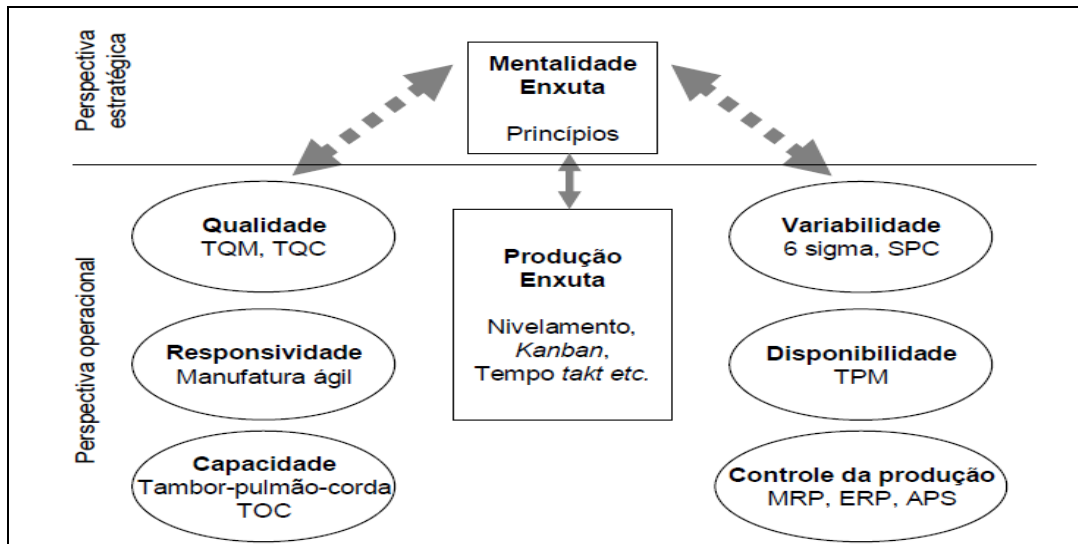 Perspectiva
estratégica
Mentalidade
Enxuta
Princípios
Perspectiva operacional
Qualidade
TQM, TQC
Responsividade
Manufatura ágil
Capacidade
Tambor-pulmão-corda
TOC
Produção
Enxuta
Nivelamento,
Kanban,
Tempo takt etc.
Variabilidade
6 sigma, SPC
Disponibilidade
TPM
Controle da produção
MRP, ERP, APS